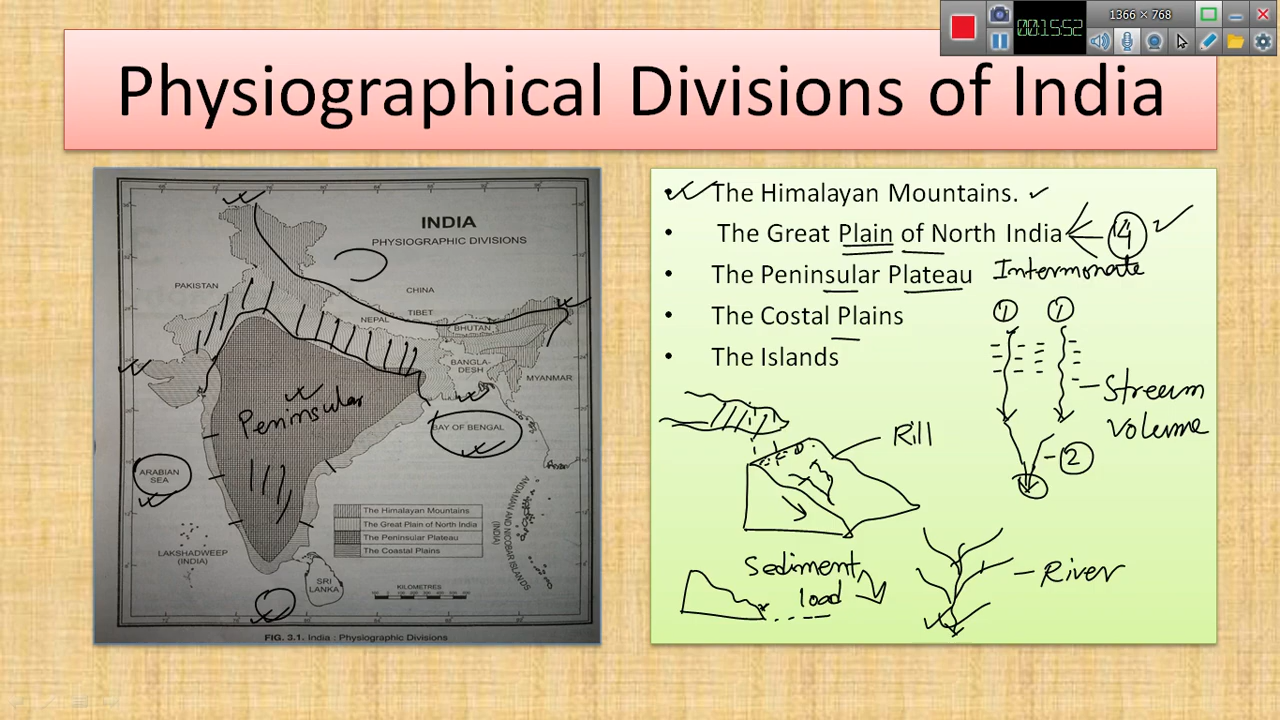 00:15:52
1366 × 768
Physiographical Divisions of India
INDIA
PHYSIOGRAPHIC DIVISIONS
PAKISTAN
CHINA
TIBET
NEPAL
BHUTAN
BANGLA-
DESH
MYANMAR
Peninsular
BAY OF BENGAL
ARABIAN
SEA
LAKSHADWEEP
(INDIA)
SRI
LANKA
ANDAMAN AND NICOBAR ISLANDS
(INDIA)
The Himalayan Mountains
The Great Plain of North India
The Peninsular Plateau
The Coastal Plains
KILOMETRES
FIG. 3.1. India : Physiographic Divisions
• The Himalayan Mountains.
• The Great Plain of North India
4
• The Peninsular Plateau
Intermonate
• The Costal Plains
• The Islands
1 1
Streem
Volume
Rill
2
Sediment
load
River